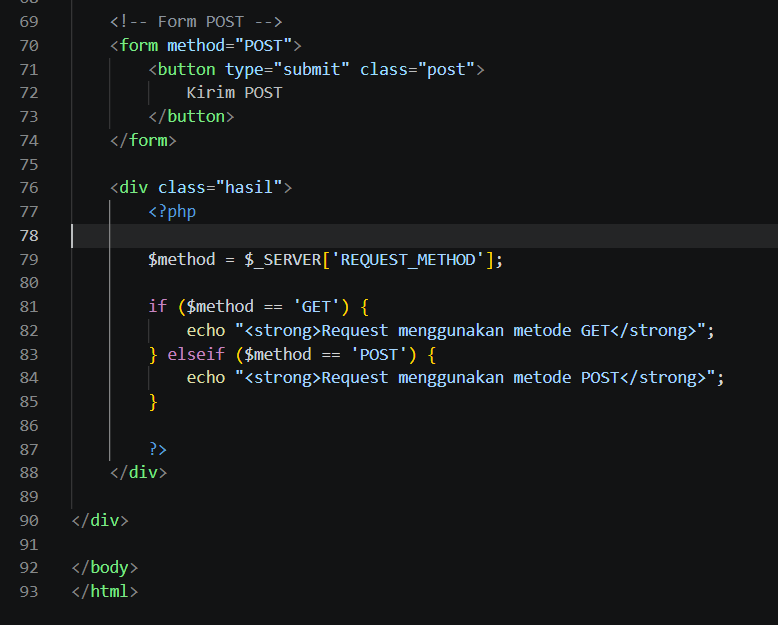 69 <!-- Form POST -->
70 <form method="POST">
71 <button type="submit" class="post">
72 Kirim POST
73 </button>
74 </form>
75
76 <div class="hasil">
77 <?php
78
79 $method = $_SERVER['REQUEST_METHOD'];
80
81 if ($method == 'GET') {
82 echo "<strong>Request menggunakan metode GET</strong>";
83 } elseif ($method == 'POST') {
84 echo "<strong>Request menggunakan metode POST</strong>";
85 }
86
87 ?>
88 </div>
89
90 </div>
91
92 </body>
93 </html>